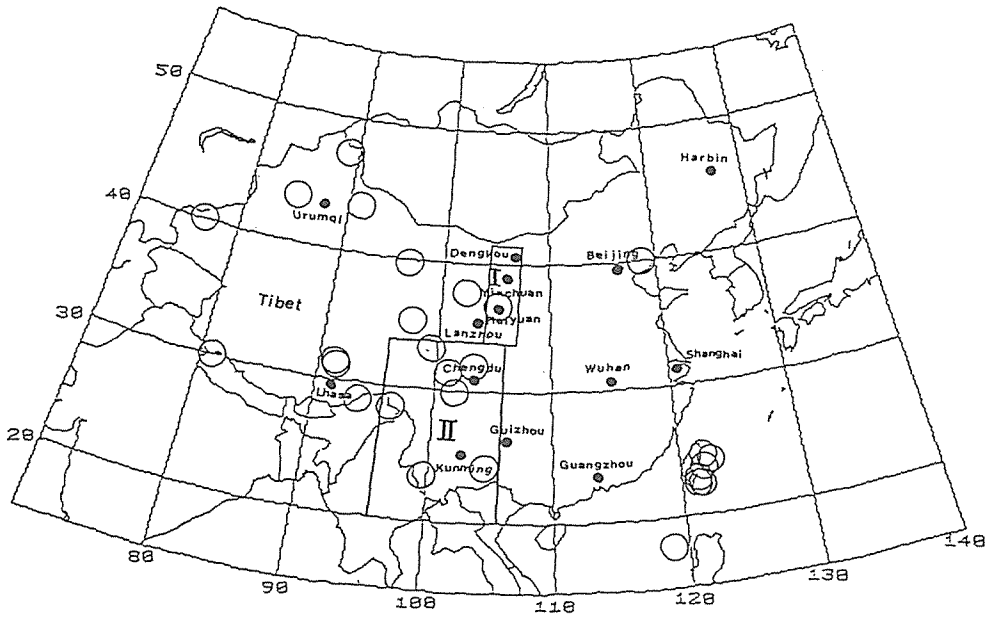 50
Harbin
40
Urumqi
Dengkou
Beijing
I
Yinchuan
Tibet
Haiyuan
30
Lanzhou
Shanghai
Chengdu
Wuhan
Lhasa
II
Guizhou
20
Kunming
Guangzhou
80
90
100
110
120
130
140